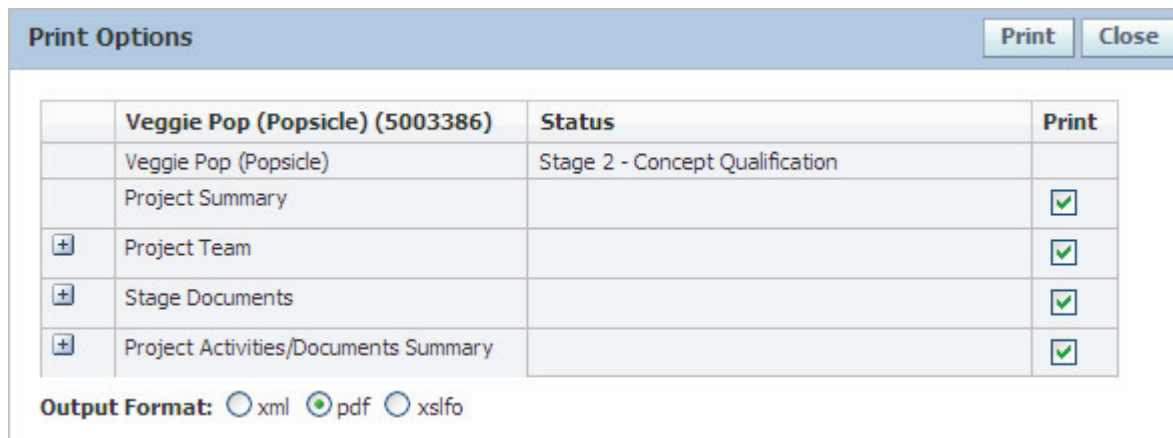 Print Options Print Close
Veggie Pop (Popsicle) (5003386) Status Print
Veggie Pop (Popsicle) Stage 2 - Concept Qualification
Project Summary
Project Team
Stage Documents
Project Activities/Documents Summary
Output Format: xml pdf xslfo